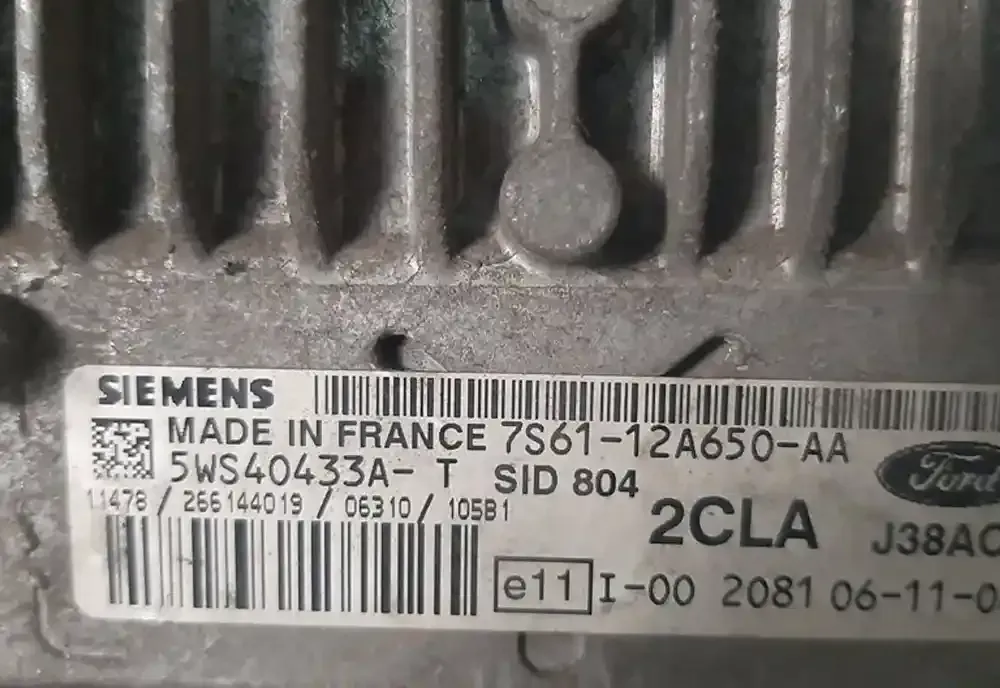 SIEMENS
MADE IN FRANCE 7S61-12A650-AA
5WS40433A- T SID 804
Ford
11478 / 266144019 / 06310 / 10581
2CLA J38AC
e11 I-00 2081 06-11-0